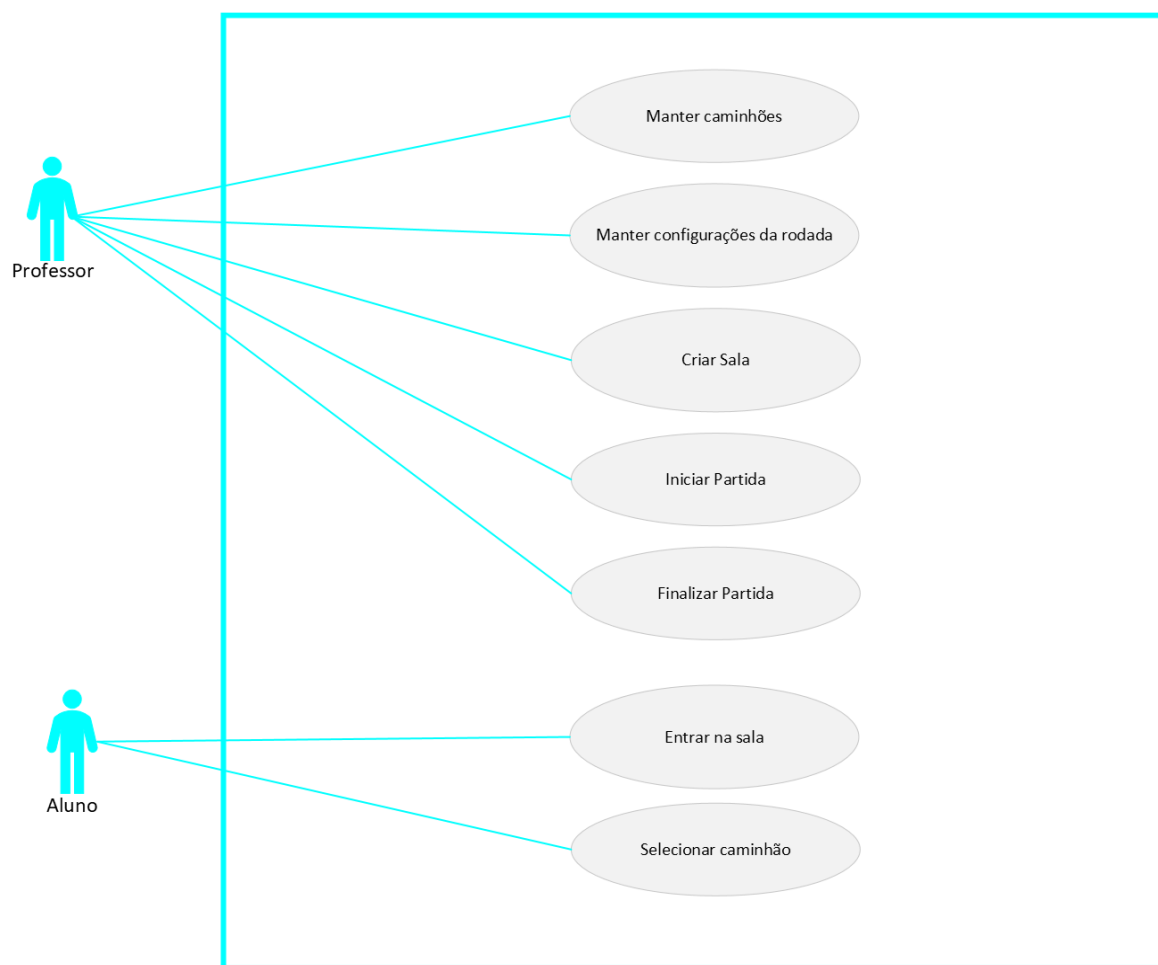 Manter caminhões
Manter configurações da rodada
Professor
Criar Sala
Iniciar Partida
Finalizar Partida
Entrar na sala
Aluno
Selecionar caminhão